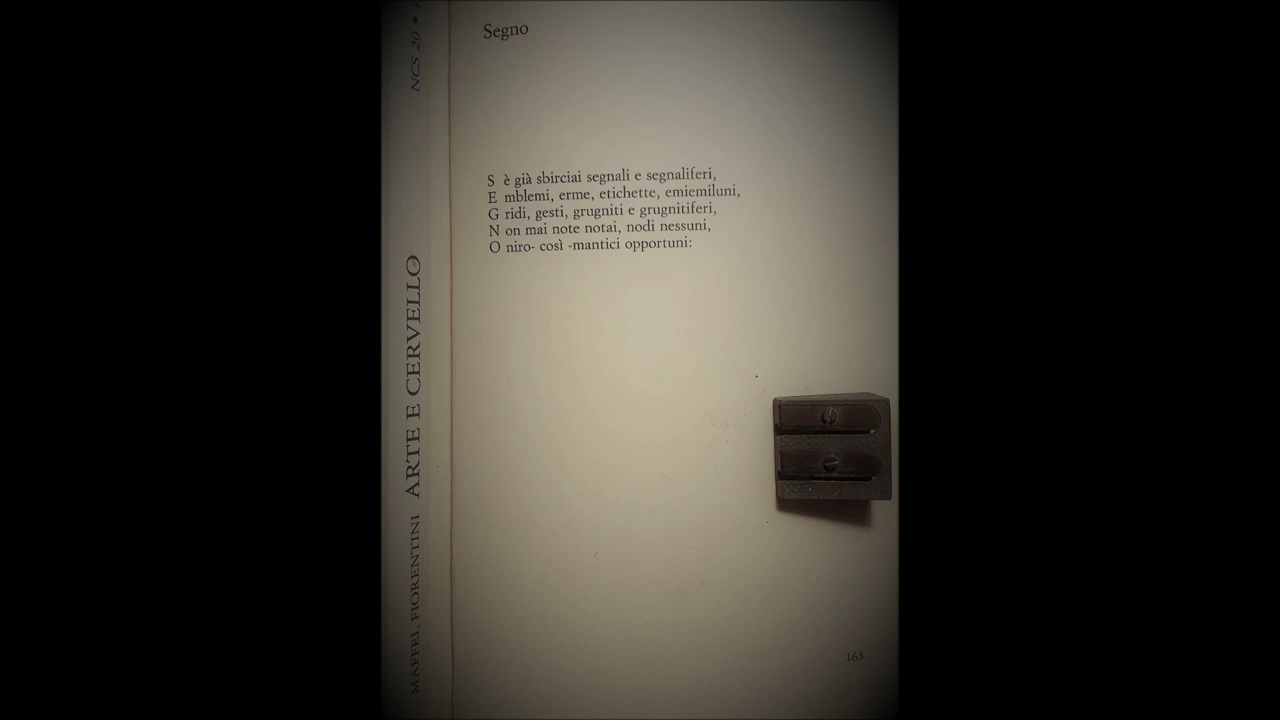 Segno
S è già sbirciai segnali e segnaliferi,
E mblemi, erme, etichette, emiemiluni,
G ridi, gesti, grugniti e grugnitiferi,
N on mai note notai, nodi nessuni,
O niro- così -mantici opportuni:
163
MAFFEI, FIORENTINI ARTE E CERVELLO NCS 20 •